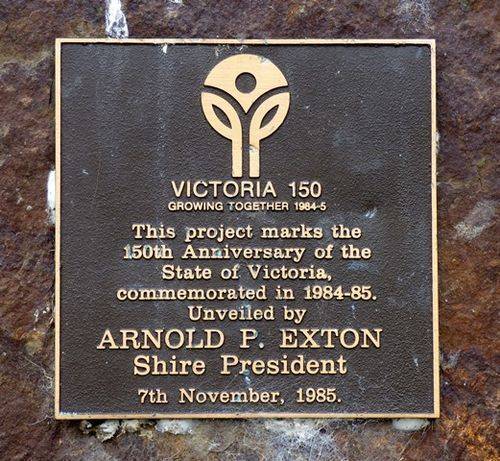 VICTORIA 150
GROWING TOGETHER 1984-5
This project marks the
150th Anniversary of the
State of Victoria,
commemorated in 1984-85.
Unveiled by
ARNOLD P. EXTON
Shire President
7th November, 1985.